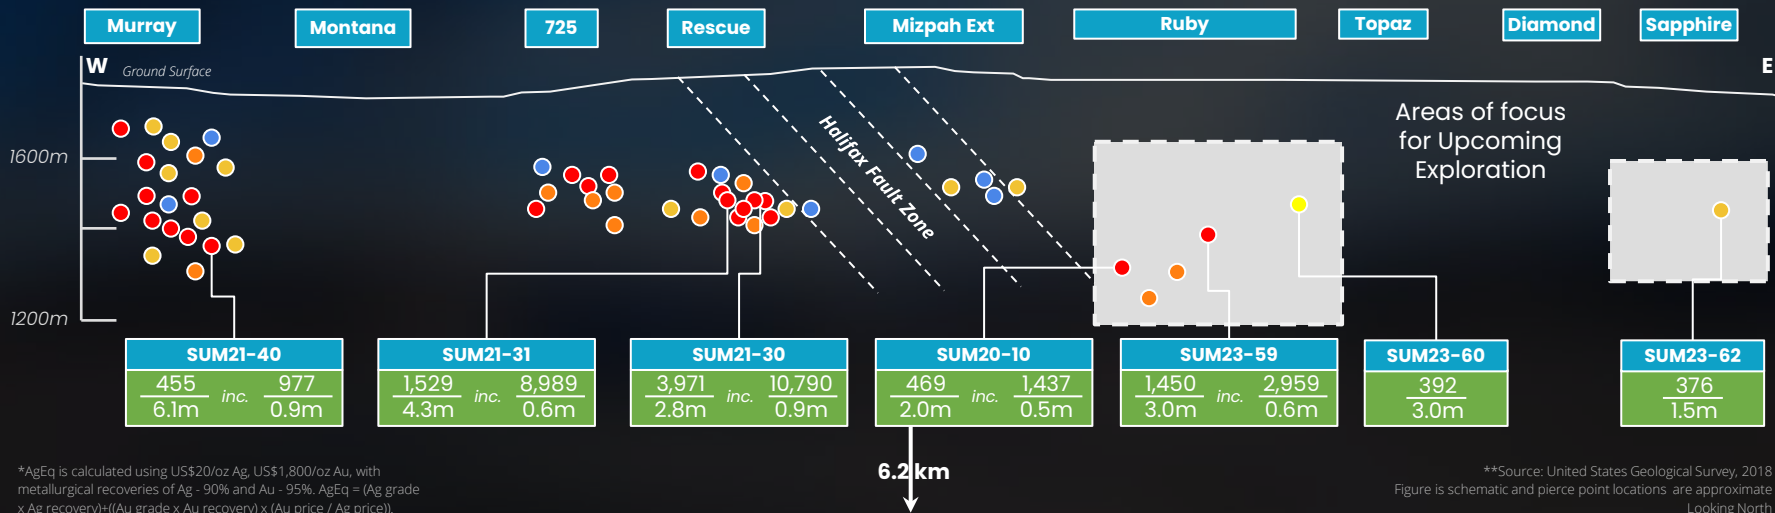 Murray
Montana
725
Rescue
Mizpah Ext
Ruby
Topaz
Diamond
Sapphire
W
Ground Surface
E
1600m
1200m
Halifax Fault Zone
Areas of focus
for Upcoming
Exploration
SUM21-40
455 inc. 977
6.1m 0.9m
SUM21-31
1,529 inc. 8,989
4.3m 0.6m
SUM21-30
3,971 inc. 10,790
2.8m 0.9m
SUM20-10
469 inc. 1,437
2.0m 0.5m
SUM23-59
1,450 inc. 2,959
3.0m 0.6m
SUM23-60
392
3.0m
SUM23-62
376
1.5m
6.2 km
*AgEq is calculated using US$20/oz Ag, US$1,800/oz Au, with
metallurgical recoveries of Ag - 90% and Au - 95%. AgEq = (Ag grade
x Ag recovery)+((Au grade x Au recovery) x (Au price / Ag price)).
**Source: United States Geological Survey, 2018
Figure is schematic and pierce point locations are approximate
Looking North